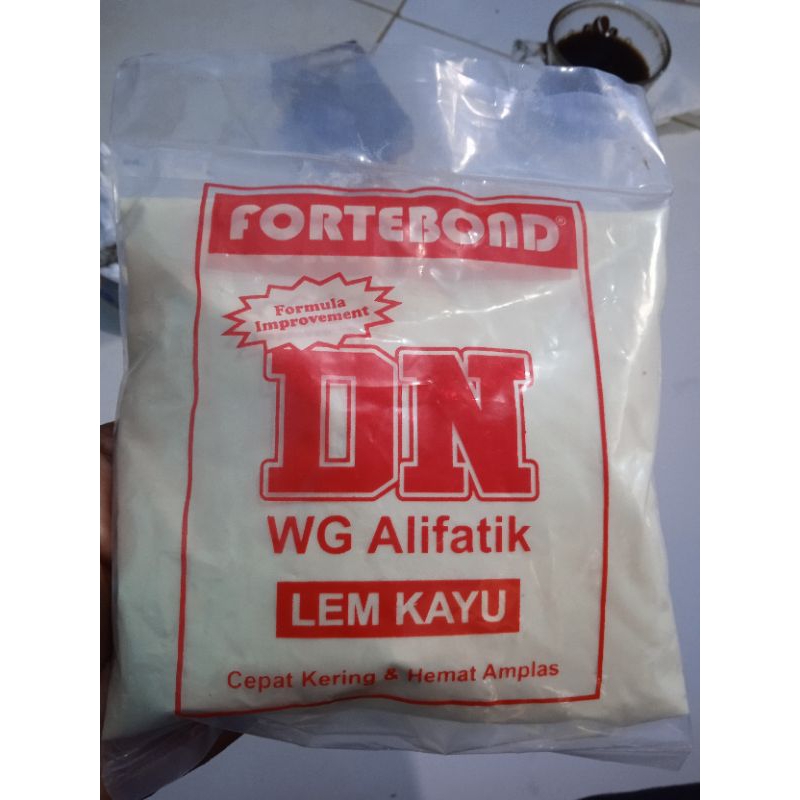 FORTEBOND®
Formula
Improvement
DN
WG Alifatik
LEM KAYU
Cepat Kering & Hemat Amplas